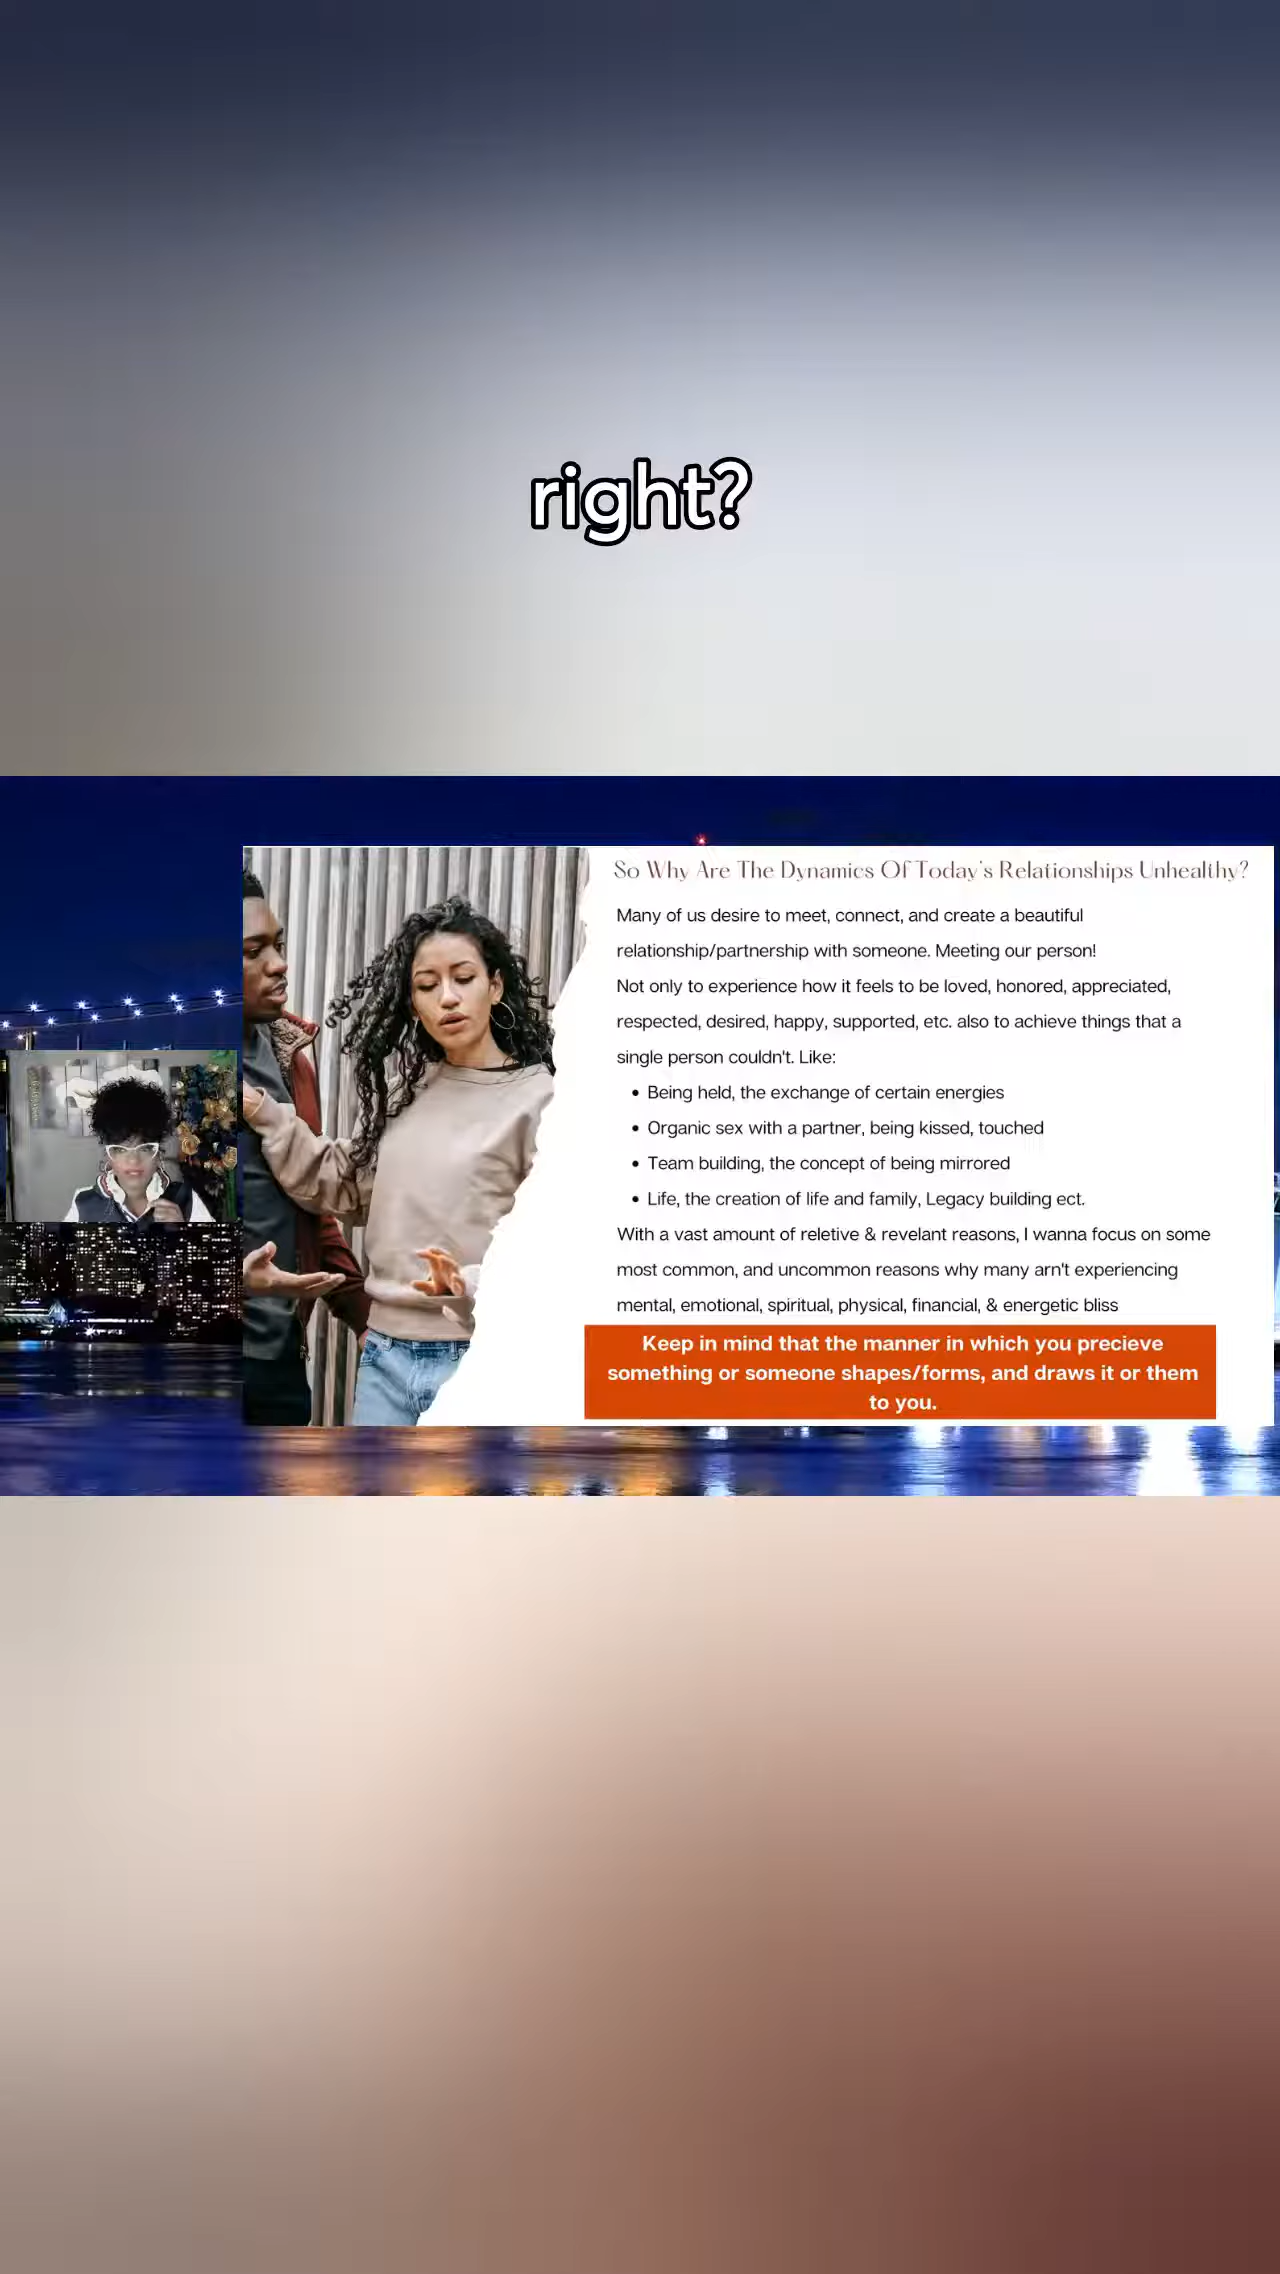 right?
So Why Are The Dynamics Of Today's Relationships Unhealthy?
Many of us desire to meet, connect, and create a beautiful
relationship/partnership with someone. Meeting our person!
Not only to experience how it feels to be loved, honored, appreciated,
respected, desired, happy, supported, etc. also to achieve things that a
single person couldn't. Like:
• Being held, the exchange of certain energies
• Organic sex with a partner, being kissed, touched
• Team building, the concept of being mirrored
• Life, the creation of life and family, Legacy building ect.
With a vast amount of reletive & revelant reasons, I wanna focus on some
most common, and uncommon reasons why many arn't experiencing
mental, emotional, spiritual, physical, financial, & energetic bliss
Keep in mind that the manner in which you precieve
something or someone shapes/forms, and draws it or them
to you.